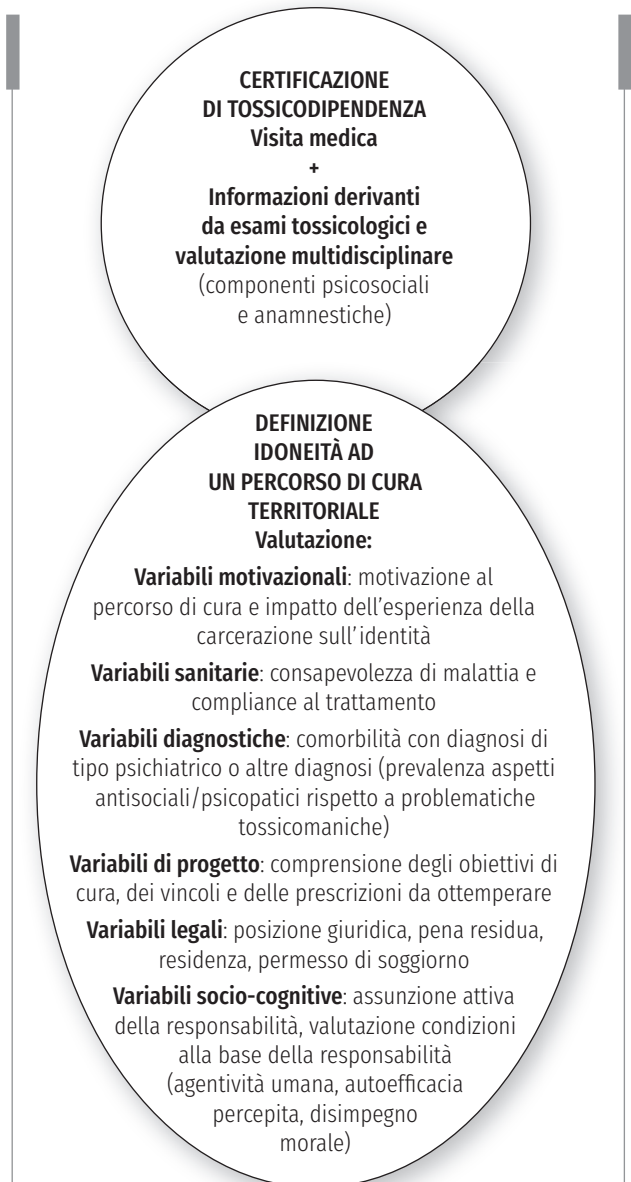 CERTIFICAZIONE
DI TOSSICODIPENDENZA
Visita medica
+
Informazioni derivanti
da esami tossicologici e
valutazione multidisciplinare
(componenti psicosociali
e anamnestiche)
DEFINIZIONE
IDONEITÀ AD
UN PERCORSO DI CURA
TERRITORIALE
Valutazione:
Variabili motivazionali: motivazione al
percorso di cura e impatto dell'esperienza della
carcerazione sull'identità
Variabili sanitarie: consapevolezza di malattia e
compliance al trattamento
Variabili diagnostiche: comorbilità con diagnosi di
tipo psichiatrico o altre diagnosi (prevalenza aspetti
antisociali/psicopatici rispetto a problematiche
tossicomaniche)
Variabili di progetto: comprensione degli obiettivi di
cura, dei vincoli e delle prescrizioni da ottemperare
Variabili legali: posizione giuridica, pena residua,
residenza, permesso di soggiorno
Variabili socio-cognitive: assunzione attiva
della responsabilità, valutazione condizioni
alla base della responsabilità
(agentività umana, autoefficacia
percepita, disimpegno
morale)